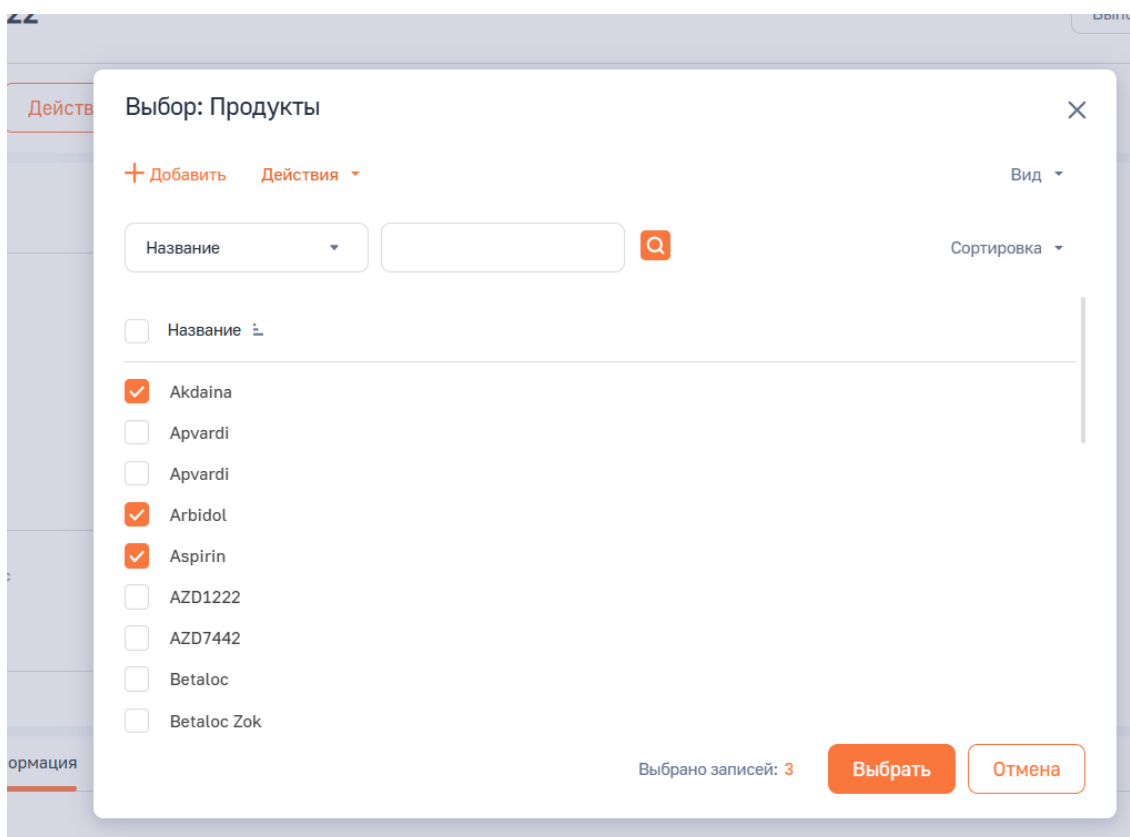 Выбор: Продукты
Действ
Добавить Действия Вид
Название Сортировка
Название
Akdaina
Apvardi
Apvardi
Arbidol
Aspirin
AZD1222
AZD7442
Betaloc
Betaloc Zok
ормация
Выбрано записей: 3 Выбрать Отмена